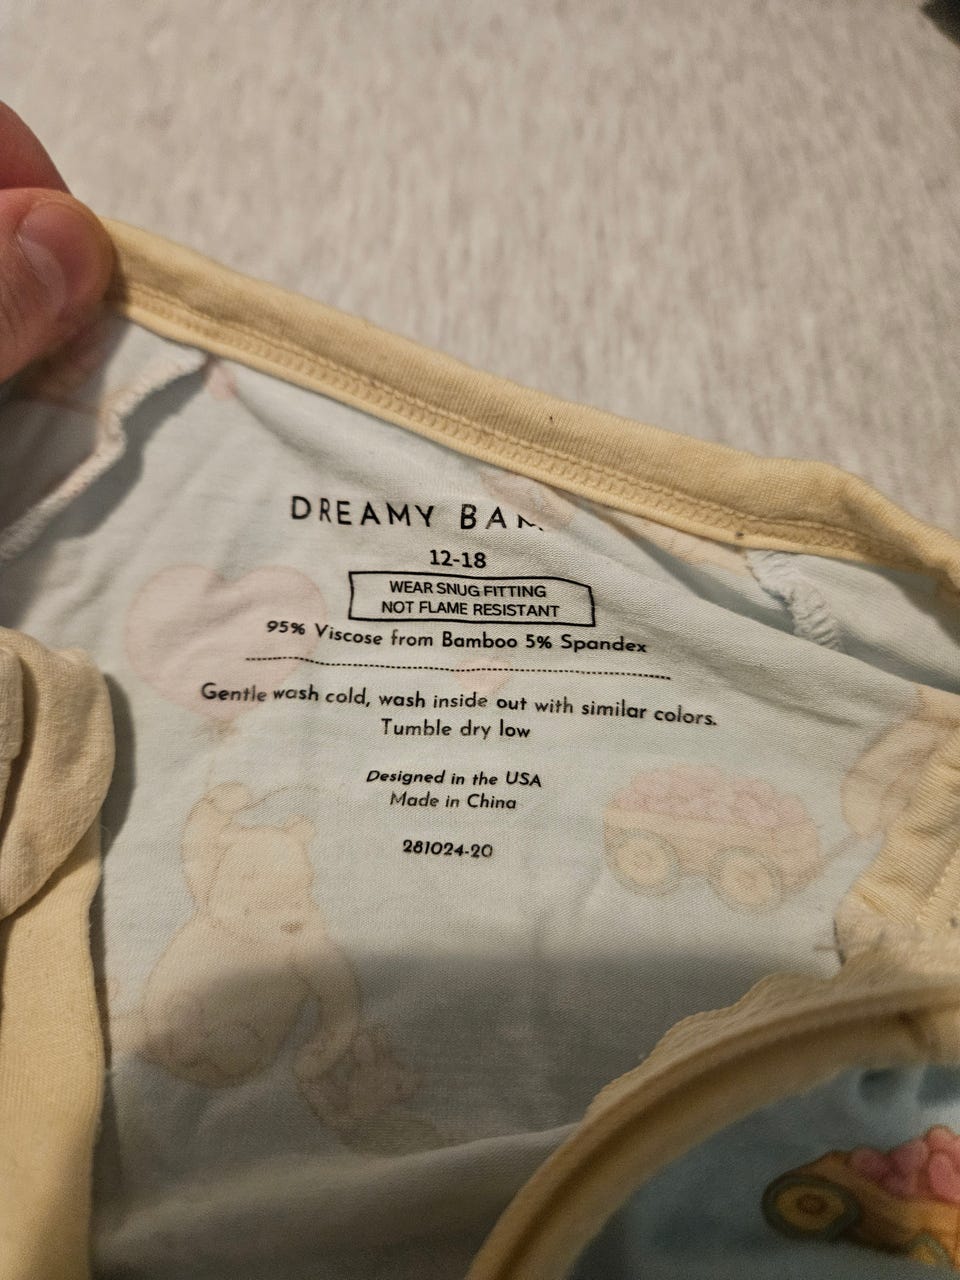 DREAMY
12-18
WEAR SNUG FITTING
NOT FLAME RESISTANT
95% Viscose from Bamboo 5% Spandex
Gentle wash cold, wash inside out with similar colors.
Tumble dry low
Designed in the USA
Made in China
281024-20